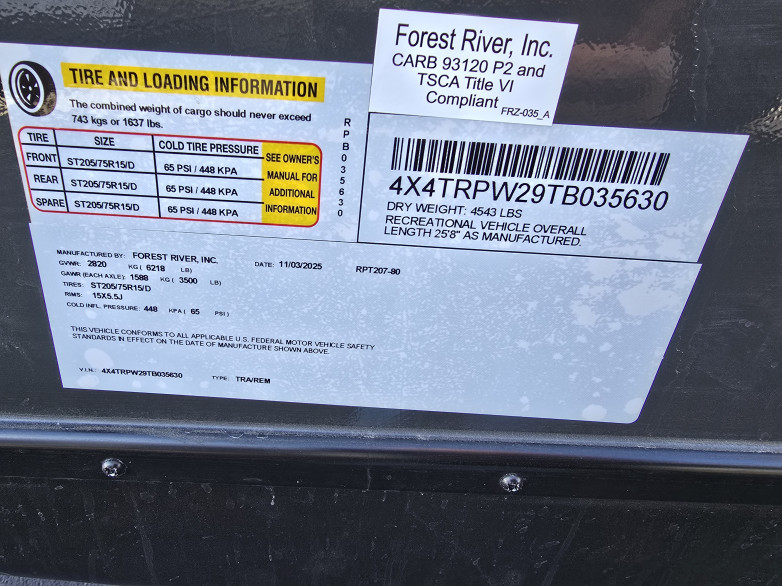 Forest River, Inc.
CARB 93120 P2 and
TSCA Title VI
Compliant
FRZ-035_A
TIRE AND LOADING INFORMATION
The combined weight of cargo should never exceed
743 kgs or 1637 lbs.
TIRE SIZE COLD TIRE PRESSURE
FRONT ST205/75R15/D 65 PSI / 448 KPA
REAR ST205/75R15/D 65 PSI / 448 KPA
SPARE ST205/75R15/D 65 PSI / 448 KPA
SEE OWNER'S
MANUAL FOR
ADDITIONAL
INFORMATION
RPB035630
4X4TRPW29TB035630
DRY WEIGHT: 4543 LBS
RECREATIONAL VEHICLE OVERALL
LENGTH 25'8" AS MANUFACTURED.
MANUFACTURED BY: FOREST RIVER, INC.
GVWR: 2820 KG ( 6218 LB) DATE: 11/03/2025 RPT207-80
GAWR (EACH AXLE): 1588 KG ( 3500 LB)
TIRES: ST205/75R15/D
RIMS: 15X5.5J
COLD INFL. PRESSURE: 448 KPA ( 65 PSI )
THIS VEHICLE CONFORMS TO ALL APPLICABLE U.S. FEDERAL MOTOR VEHICLE SAFETY
STANDARDS IN EFFECT ON THE DATE OF MANUFACTURE SHOWN ABOVE.
V.I.N.: 4X4TRPW29TB035630 TYPE: TRA/REM